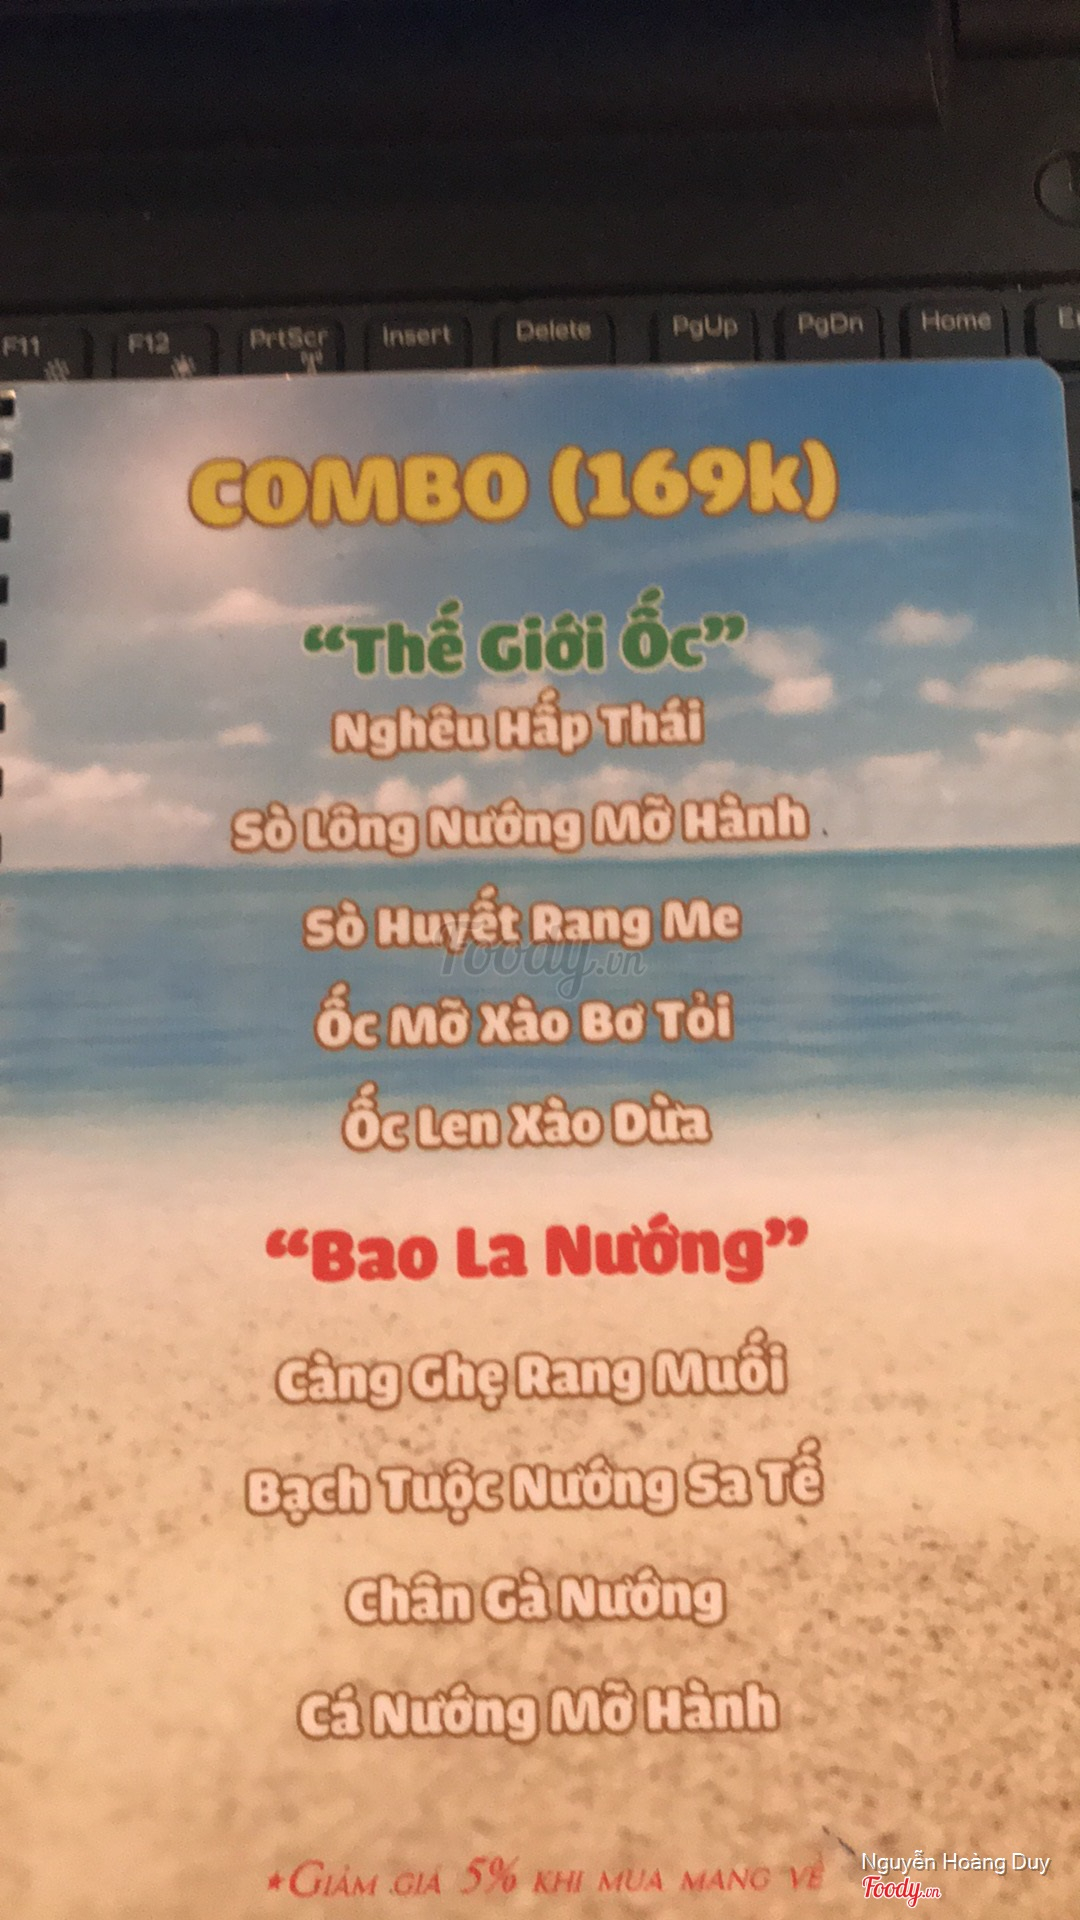 F11 F12 PrtScr Insert Delete PgUp PgDn Home
COMBO (169k)
“Thế Giới Ốc”
Nghêu Hấp Thái
Sò Lông Nướng Mỡ Hành
Sò Huyết Rang Me
Foody.vn
Ốc Mỡ Xào Bơ Tỏi
Ốc Len Xào Dừa
“Bao La Nướng”
Càng Ghẹ Rang Muối
Bạch Tuộc Nướng Sa Tế
Chân Gà Nướng
Cá Nướng Mỡ Hành
*GIẢM GIÁ 5% KHI MUA MANG VỀ
Nguyễn Hoàng Duy
Foody.vn